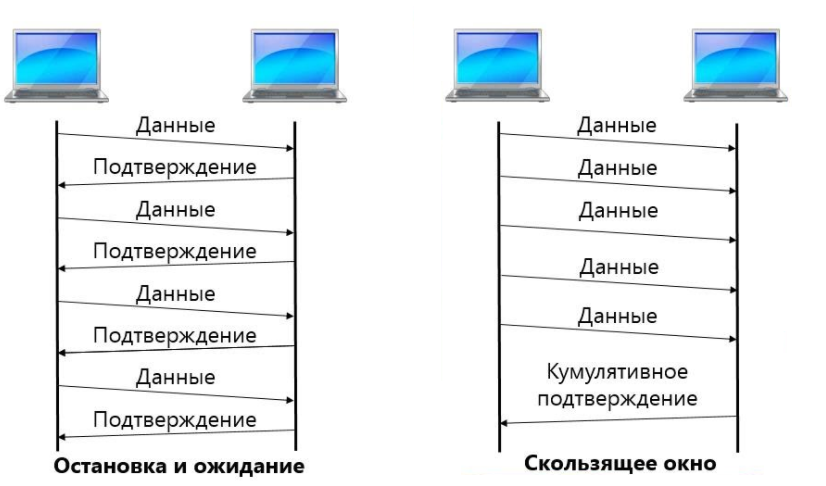 Данные
Подтверждение
Данные
Подтверждение
Данные
Подтверждение
Данные
Подтверждение
Остановка и ожидание
Данные
Данные
Данные
Данные
Данные
Кумулятивное
подтверждение
Скользящее окно